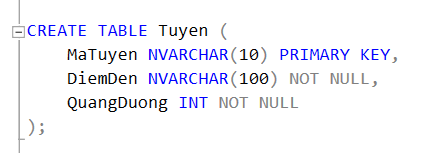 CREATE TABLE Tuyen (
MaTuyen NVARCHAR(10) PRIMARY KEY,
DiemDen NVARCHAR(100) NOT NULL,
QuangDuong INT NOT NULL
);